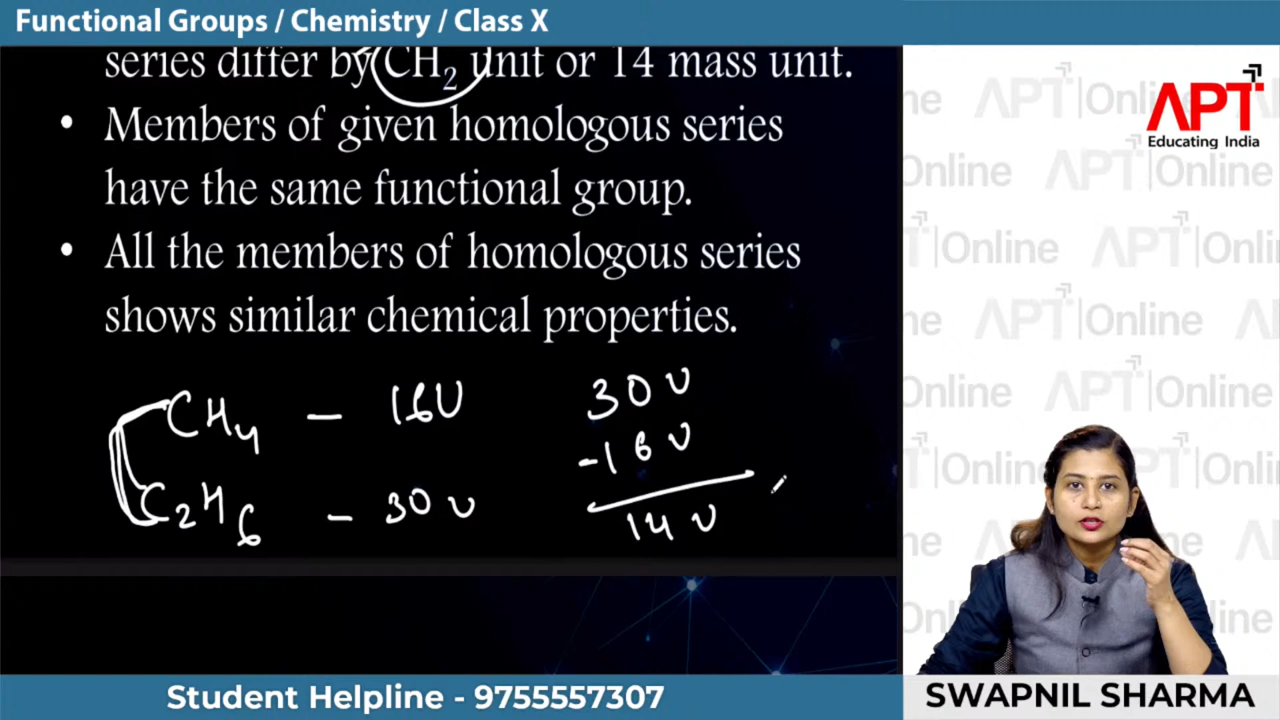 Functional Groups / Chemistry / Class X
series differ by CH₂ unit or 14 mass unit.
• Members of given homologous series
have the same functional group.
• All the members of homologous series
shows similar chemical properties.
CH₄ – 16U
C₂H₆ – 30 U
30 U
-16 U
14 U
APT
Educating India
APT|Online
Student Helpline - 9755557307
SWAPNIL SHARMA